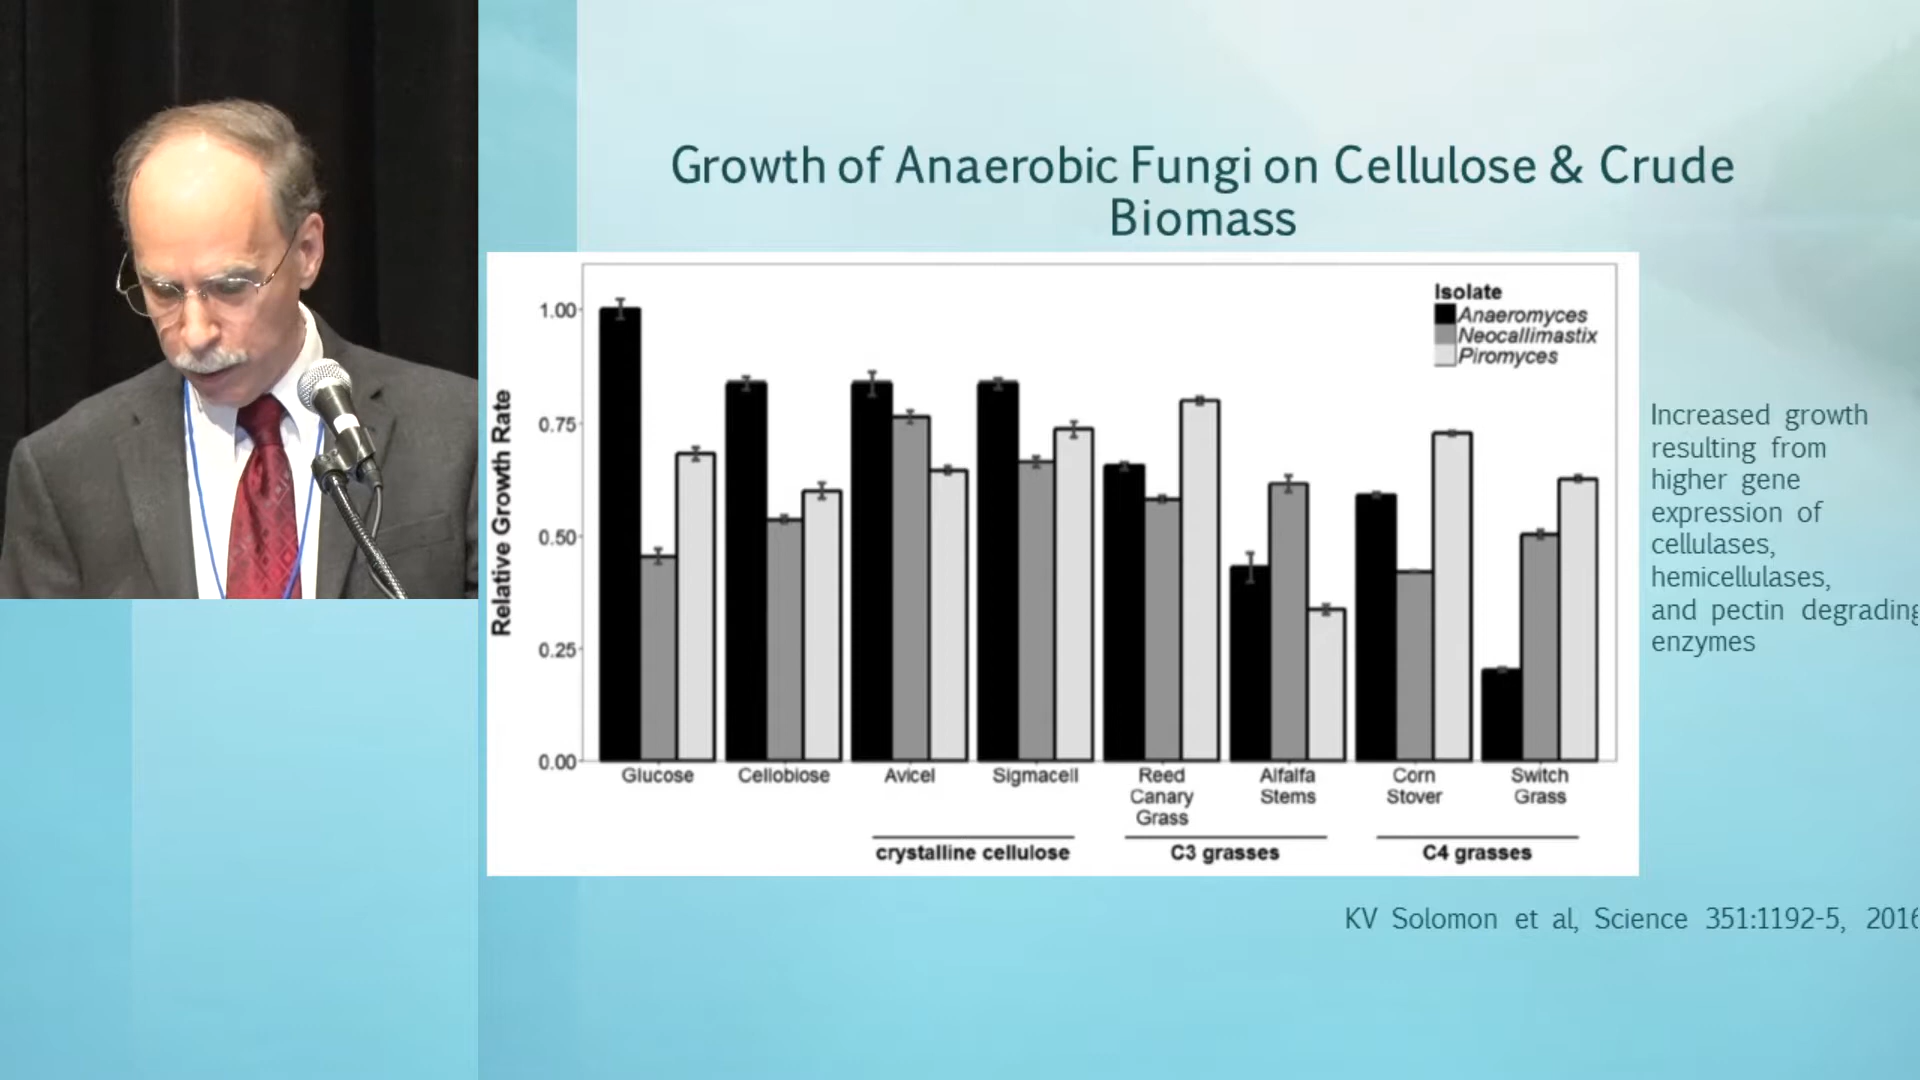 Growth of Anaerobic Fungi on Cellulose & Crude
Biomass
Isolate
Anaeromyces
Neocallimastix
Piromyces
Relative Growth Rate
1.00
0.75
0.50
0.25
0.00
Glucose
Cellobiose
Avicel
Sigmacell
Reed
Canary
Grass
Alfalfa
Stems
Corn
Stover
Switch
Grass
crystalline cellulose
C3 grasses
C4 grasses
Increased growth
resulting from
higher gene
expression of
cellulases,
hemicellulases,
and pectin degrading
enzymes
KV Solomon et al, Science 351:1192-5, 2016